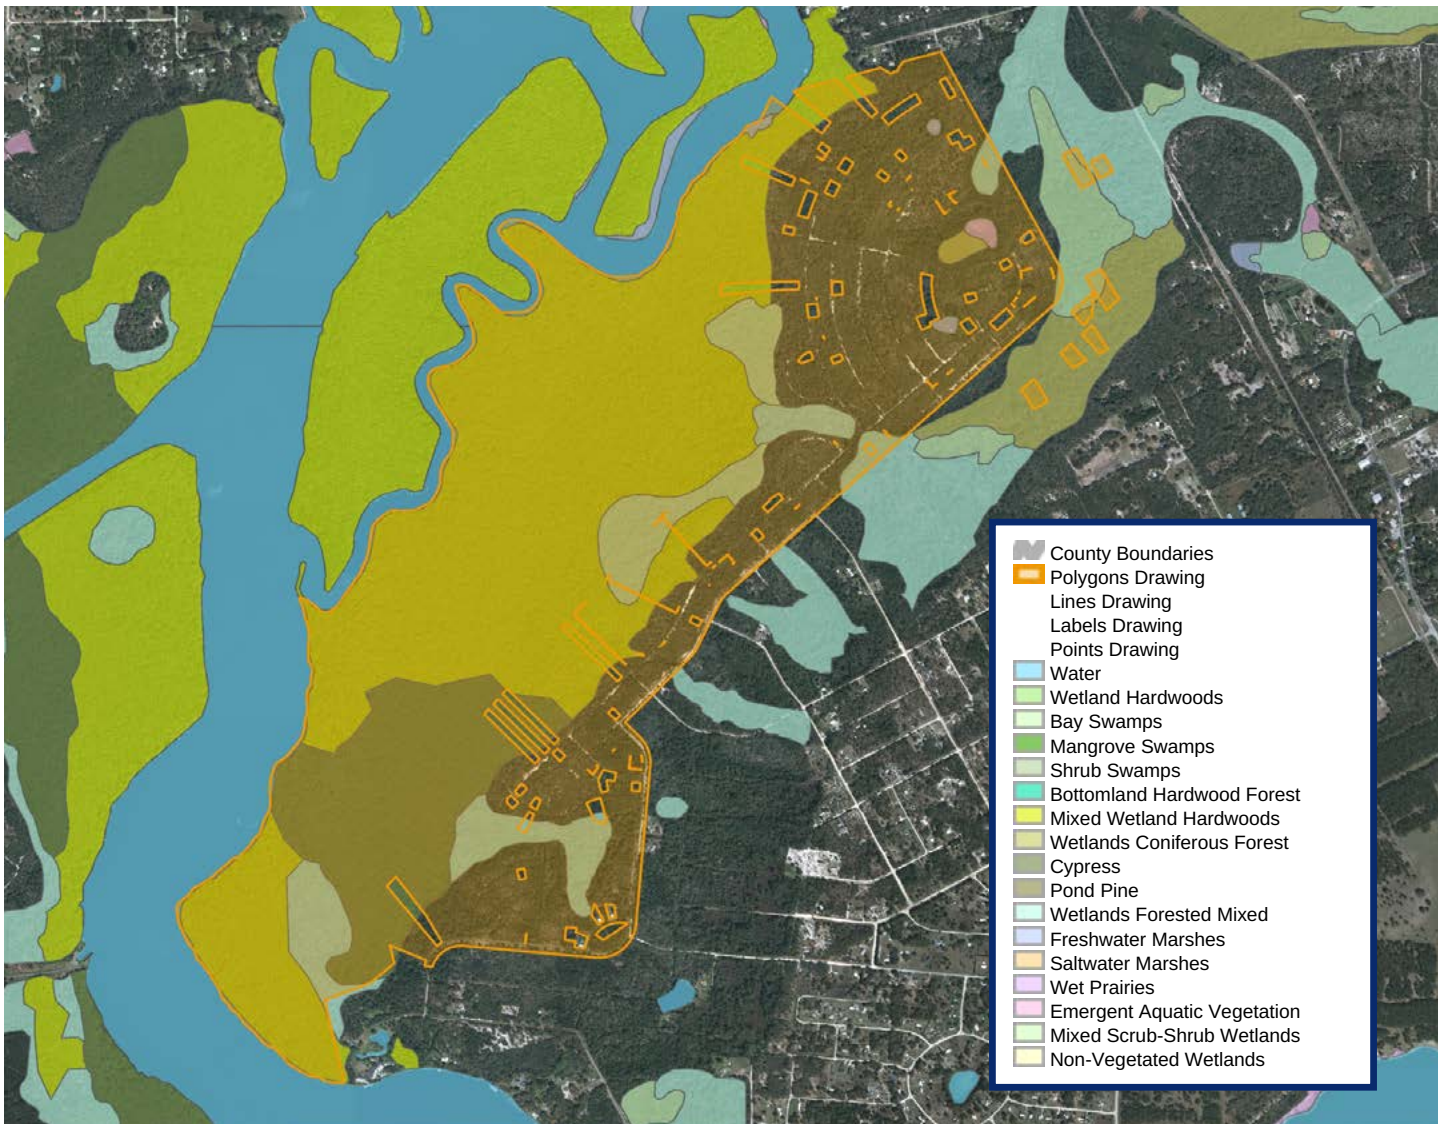 County Boundaries
Polygons Drawing
Lines Drawing
Labels Drawing
Points Drawing
Water
Wetland Hardwoods
Bay Swamps
Mangrove Swamps
Shrub Swamps
Bottomland Hardwood Forest
Mixed Wetland Hardwoods
Wetlands Coniferous Forest
Cypress
Pond Pine
Wetlands Forested Mixed
Freshwater Marshes
Saltwater Marshes
Wet Prairies
Emergent Aquatic Vegetation
Mixed Scrub-Shrub Wetlands
Non-Vegetated Wetlands